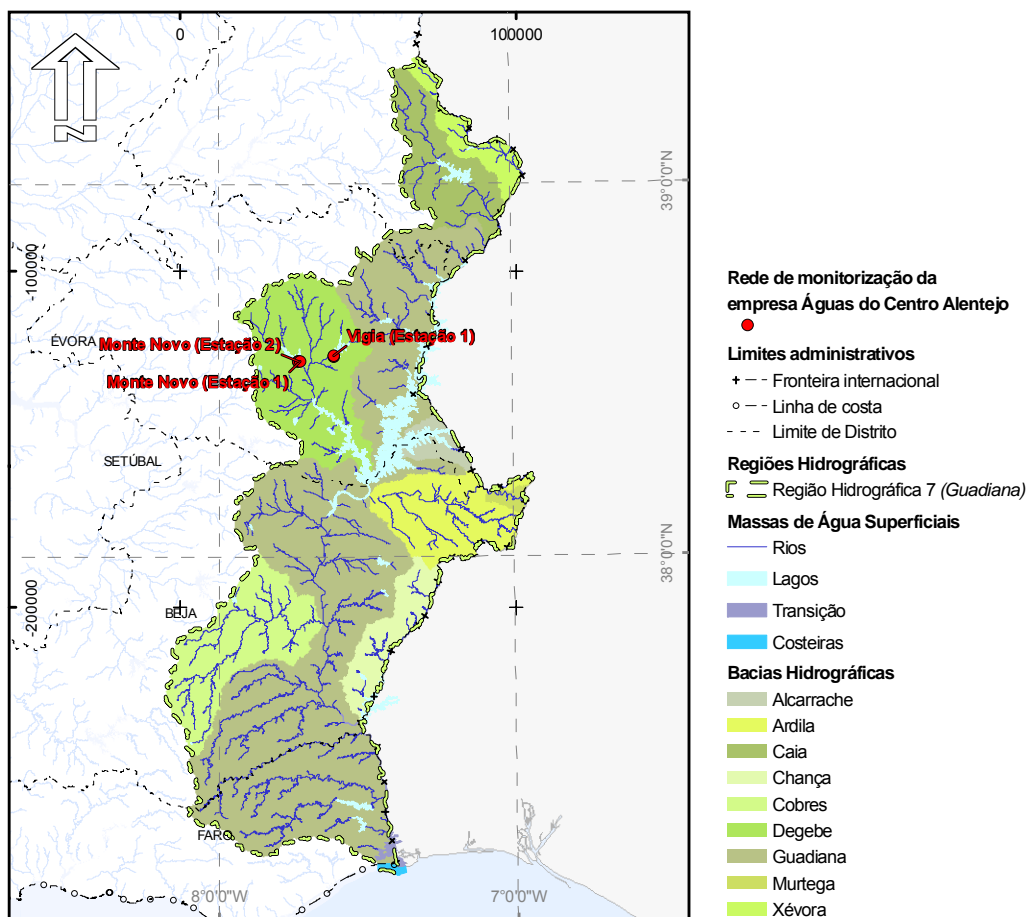 0
100000
39°0'0"N
-100000
ÉVORA
Monte Novo (Estação 2)
Vigia (Estação 1)
Monte Novo (Estação 1)
SETÚBAL
38°0'0"N
-200000
BEJA
FARO
8°0'0"W
7°0'0"W
N
Rede de monitorização da
empresa Águas do Centro Alentejo
Limites administrativos
Fronteira internacional
Linha de costa
Limite de Distrito
Regiões Hidrográficas
Região Hidrográfica 7 (Guadiana)
Massas de Água Superficiais
Rios
Lagos
Transição
Costeiras
Bacias Hidrográficas
Alcarrache
Ardila
Caia
Chança
Cobres
Degebe
Guadiana
Murtega
Xévora